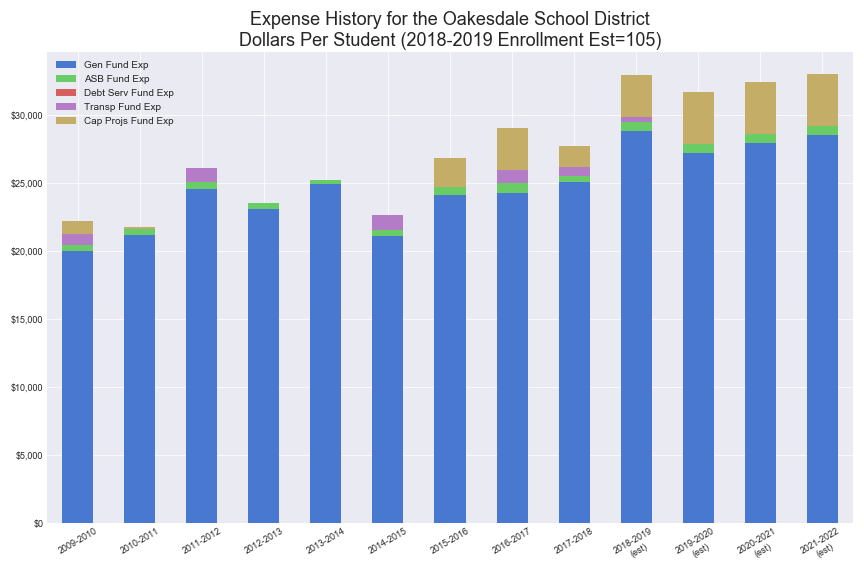 Expense History for the Oakesdale School District
Dollars Per Student (2018-2019 Enrollment Est=105)
Gen Fund Exp
ASB Fund Exp
Debt Serv Fund Exp
Transp Fund Exp
Cap Projs Fund Exp
$30,000
$25,000
$20,000
$15,000
$10,000
$5,000
$0
2009-2010
2010-2011
2011-2012
2012-2013
2013-2014
2014-2015
2015-2016
2016-2017
2017-2018
2018-2019
(est)
2019-2020
(est)
2020-2021
(est)
2021-2022
(est)